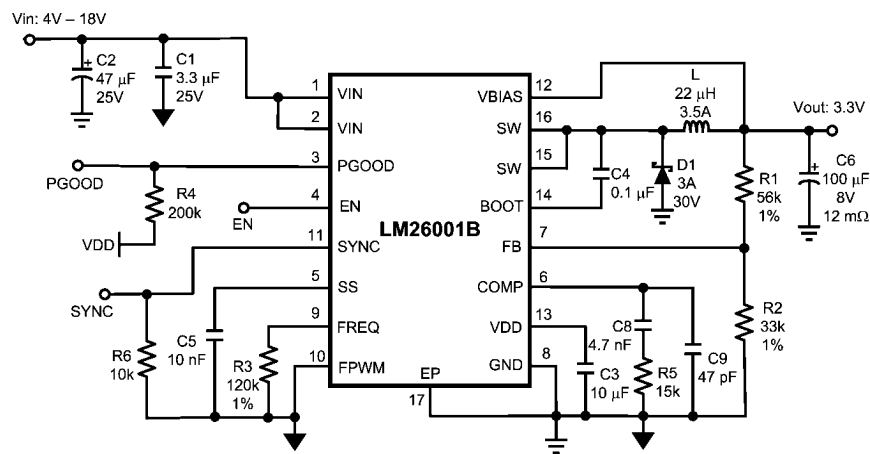 Vin: 4V – 18V
C2
47 μF
25V
C1
3.3 μF
25V
1
VIN
2
VIN
3
PGOOD
PGOOD
R4
200k
VDD
4
EN
EN
11
SYNC
SYNC
5
SS
9
FREQ
10
FPWM
R6
10k
C5
10 nF
R3
120k
1%
LM26001B
EP
17
12
VBIAS
16
SW
15
SW
14
BOOT
7
FB
6
COMP
13
VDD
8
GND
L
22 μH
3.5A
Vout: 3.3V
C4
0.1 μF
D1
3A
30V
R1
56k
1%
C6
100 μF
8V
12 mΩ
R2
33k
1%
C8
4.7 nF
C9
47 pF
C3
10 μF
R5
15k